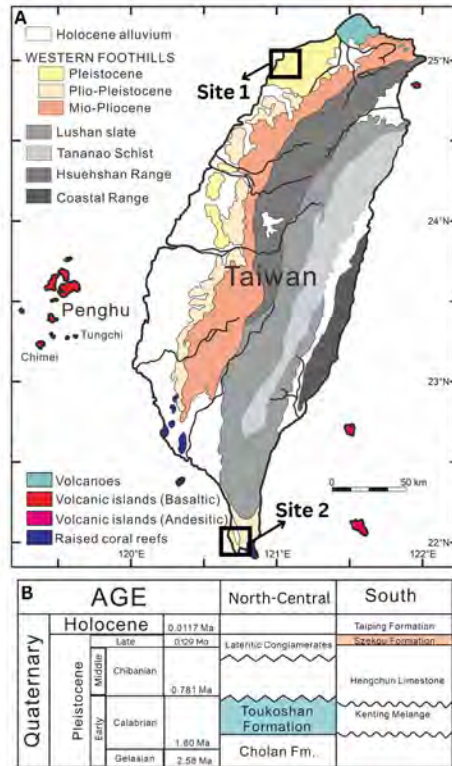 A
Holocene alluvium
WESTERN FOOTHILLS
Pleistocene
Plio-Pleistocene
Mio-Pliocene
Lushan slate
Tananao Schist
Hsuehshan Range
Coastal Range
Site 1
25°N
24°N
Taiwan
Penghu
Tungchi
Chimei
23°N
0 50 km
Volcanoes
Volcanic islands (Basaltic)
Volcanic islands (Andesitic)
Raised coral reefs
Site 2
22°N
120°E
121°E
122°E
B
AGE
North-Central
South
Quaternary
Holocene
0.0117 Ma
Taiping Formation
Pleistocene
Late
0.129 Ma
Lateritic Conglomerates
Szekou Formation
Middle
Chibanian
0.781 Ma
Hengchun Limestone
Early
Calabrian
1.80 Ma
Toukoshan
Formation
Kenting Melange
Gelasian
2.58 Ma
Cholan Fm.